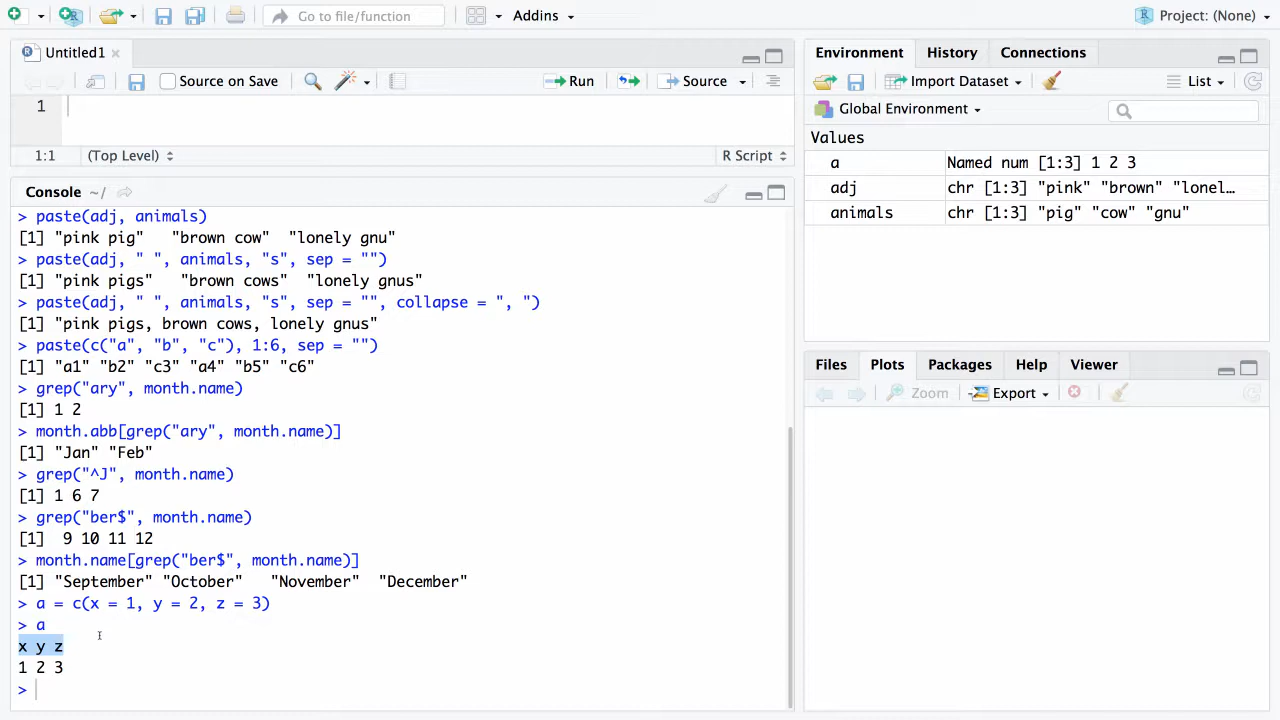 Go to file/function
Addins
Project: (None)
Untitled1
Source on Save
Run
Source
1
1:1
(Top Level)
R Script
Console ~/
> paste(adj, animals)
[1] "pink pig"   "brown cow"  "lonely gnu"
> paste(adj, " ", animals, "s", sep = "")
[1] "pink pigs"   "brown cows"  "lonely gnus"
> paste(adj, " ", animals, "s", sep = "", collapse = ", ")
[1] "pink pigs, brown cows, lonely gnus"
> paste(c("a", "b", "c"), 1:6, sep = "")
[1] "a1" "b2" "c3" "a4" "b5" "c6"
> grep("ary", month.name)
[1] 1 2
> month.abb[grep("ary", month.name)]
[1] "Jan" "Feb"
> grep("^J", month.name)
[1] 1 6 7
> grep("ber$", month.name)
[1]  9 10 11 12
> month.name[grep("ber$", month.name)]
[1] "September" "October"   "November"  "December"
> a = c(x = 1, y = 2, z = 3)
> a
x y z
1 2 3
>
Environment History Connections
Import Dataset
List
Global Environment
Values
a Named num [1:3] 1 2 3
adj chr [1:3] "pink" "brown" "lonel…
animals chr [1:3] "pig" "cow" "gnu"
Files Plots Packages Help Viewer
Zoom
Export